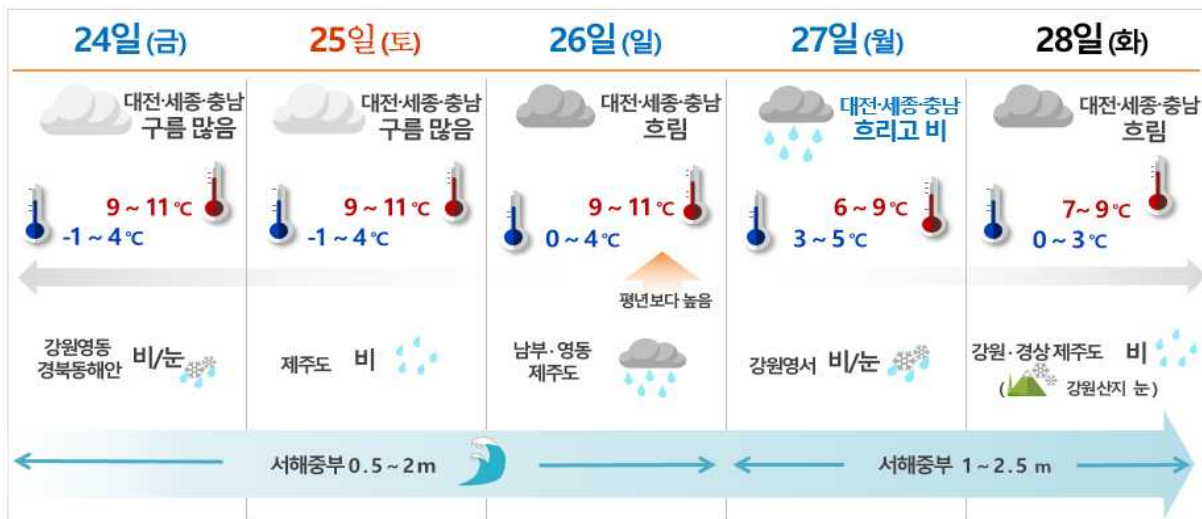 24일 (금)
25일 (토)
26일 (일)
27일 (월)
28일 (화)
대전·세종·충남
구름 많음
9 ~ 11 ℃
-1 ~ 4 ℃
대전·세종·충남
구름 많음
9 ~ 11 ℃
-1 ~ 4 ℃
대전·세종·충남
흐림
9 ~ 11 ℃
0 ~ 4 ℃
대전·세종·충남
흐리고 비
6 ~ 9 ℃
3 ~ 5 ℃
대전·세종·충남
흐림
7 ~ 9 ℃
0 ~ 3 ℃
평년보다 높음
강원영동
경북동해안 비/눈
제주도 비
남부·영동
제주도
강원영서 비/눈
강원·경상 제주도 비
( 강원산지 눈 )
서해중부 0.5 ~ 2 m
서해중부 1 ~ 2.5 m